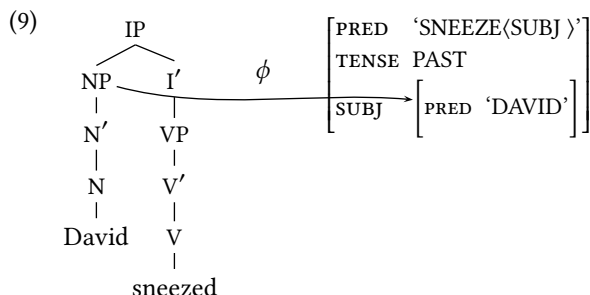 (9) IP [PRED ‘SNEEZE⟨SUBJ ⟩’]
TENSE PAST
NP I′ ϕ
SUBJ [PRED ‘DAVID’]
N′ VP
N V′
David V
sneezed